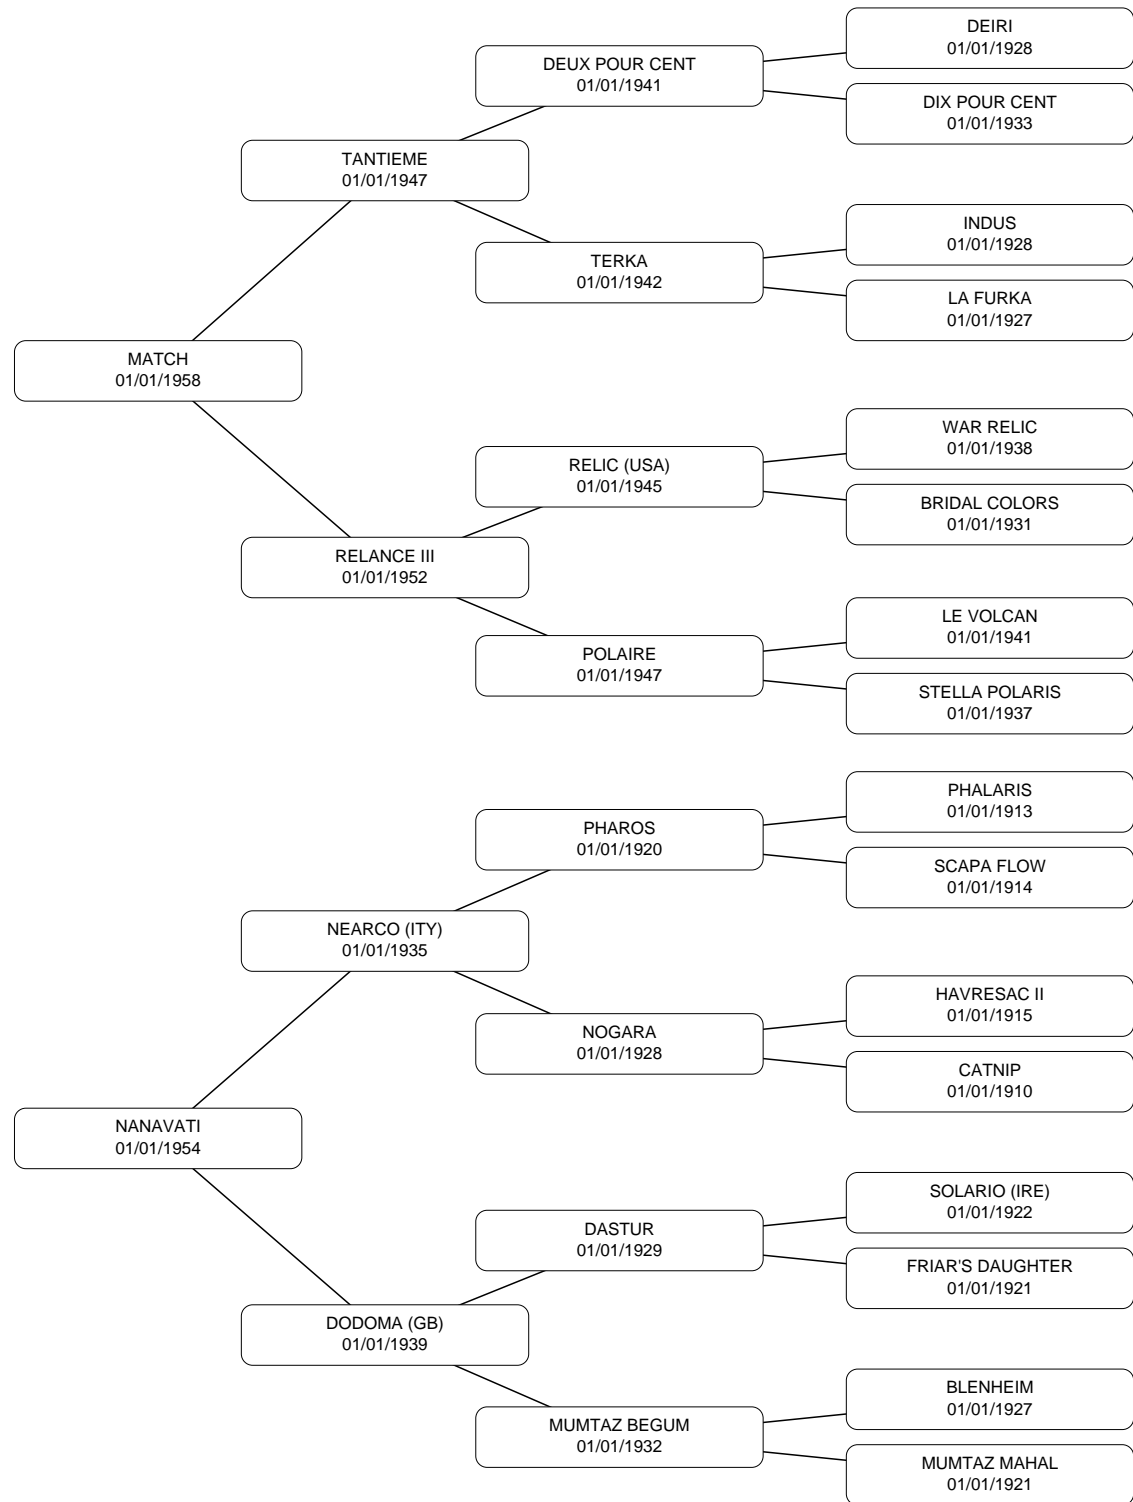 DEIRI
01/01/1928
DEUX POUR CENT
01/01/1941
DIX POUR CENT
01/01/1933
TANTIEME
01/01/1947
INDUS
01/01/1928
TERKA
01/01/1942
LA FURKA
01/01/1927
MATCH
01/01/1958
WAR RELIC
01/01/1938
RELIC (USA)
01/01/1945
BRIDAL COLORS
01/01/1931
RELANCE III
01/01/1952
LE VOLCAN
01/01/1941
POLAIRE
01/01/1947
STELLA POLARIS
01/01/1937
PHALARIS
01/01/1913
PHAROS
01/01/1920
SCAPA FLOW
01/01/1914
NEARCO (ITY)
01/01/1935
HAVRESAC II
01/01/1915
NOGARA
01/01/1928
CATNIP
01/01/1910
NANAVATI
01/01/1954
SOLARIO (IRE)
01/01/1922
DASTUR
01/01/1929
FRIAR'S DAUGHTER
01/01/1921
DODOMA (GB)
01/01/1939
BLENHEIM
01/01/1927
MUMTAZ BEGUM
01/01/1932
MUMTAZ MAHAL
01/01/1921